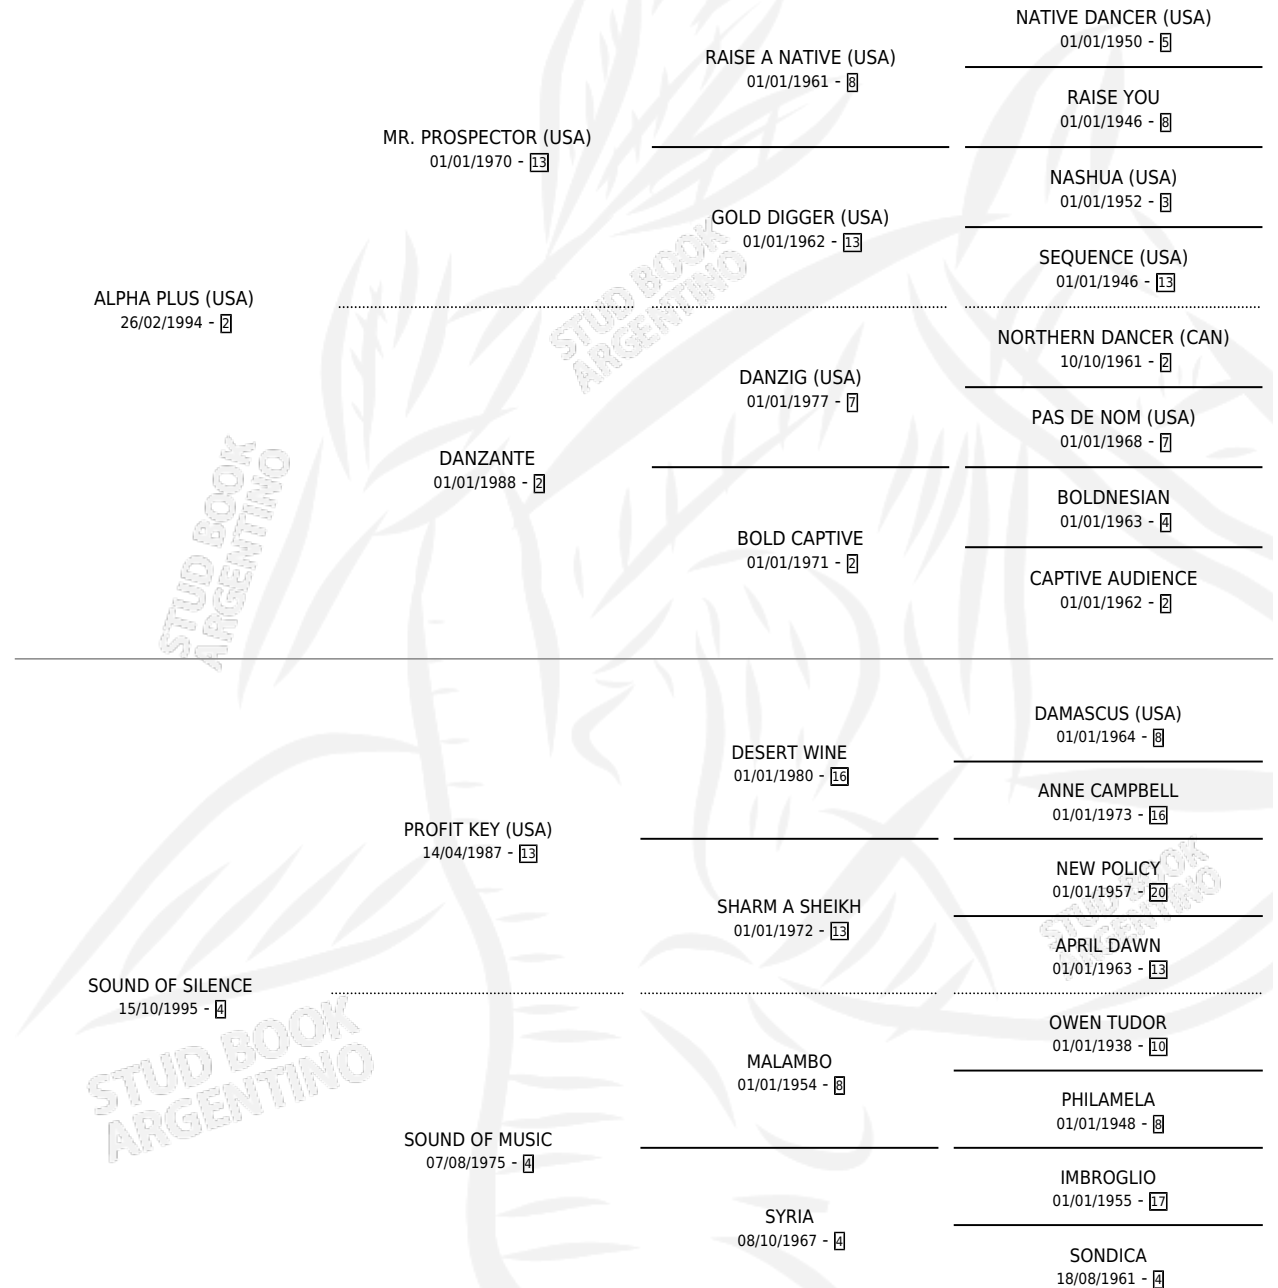 NATIVE DANCER (USA)
01/01/1950 - 5
RAISE A NATIVE (USA)
01/01/1961 - 8
RAISE YOU
01/01/1946 - 8
MR. PROSPECTOR (USA)
01/01/1970 - 13
NASHUA (USA)
01/01/1952 - 3
GOLD DIGGER (USA)
01/01/1962 - 13
SEQUENCE (USA)
01/01/1946 - 13
ALPHA PLUS (USA)
26/02/1994 - 2
STUD BOOK
ARGENTINO
NORTHERN DANCER (CAN)
10/10/1961 - 2
DANZIG (USA)
01/01/1977 - 7
PAS DE NOM (USA)
01/01/1968 - 7
DANZANTE
01/01/1988 - 2
BOLDNESIAN
01/01/1963 - 4
BOLD CAPTIVE
01/01/1971 - 2
CAPTIVE AUDIENCE
01/01/1962 - 2
STUD BOOK
ARGENTINO
DAMASCUS (USA)
01/01/1964 - 8
DESERT WINE
01/01/1980 - 16
ANNE CAMPBELL
01/01/1973 - 16
PROFIT KEY (USA)
14/04/1987 - 13
NEW POLICY
01/01/1957 - 20
SHARM A SHEIKH
01/01/1972 - 13
APRIL DAWN
01/01/1963 - 13
STUD BOOK
ARGENTINO
SOUND OF SILENCE
15/10/1995 - 4
OWEN TUDOR
01/01/1938 - 10
MALAMBO
01/01/1954 - 8
PHILAMELA
01/01/1948 - 8
STUD BOOK
ARGENTINO
SOUND OF MUSIC
07/08/1975 - 4
IMBROGLIO
01/01/1955 - 17
SYRIA
08/10/1967 - 4
SONDICA
18/08/1961 - 4